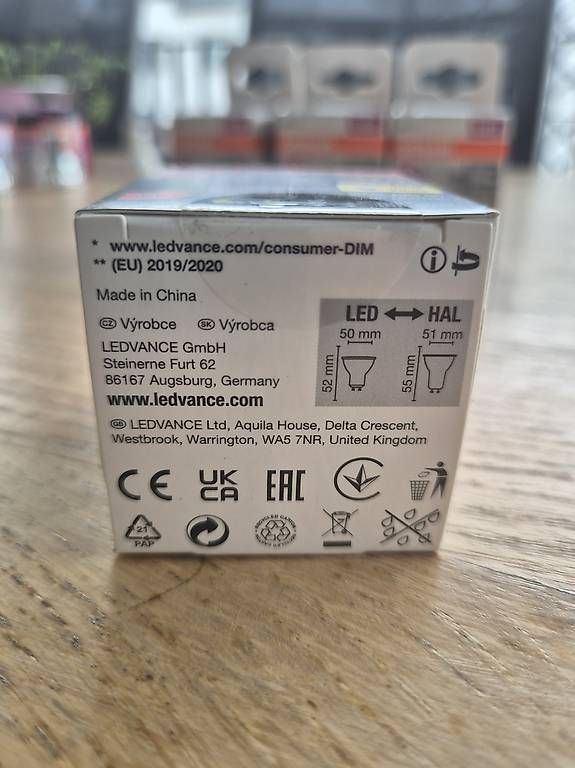 * www.ledvance.com/consumer-DIM
** (EU) 2019/2020
Made in China
CZ Výrobce SK Výrobca
LEDVANCE GmbH
Steinerne Furt 62
86167 Augsburg, Germany
www.ledvance.com
LED HAL
50 mm 51 mm
52 mm 55 mm
GB LEDVANCE Ltd, Aquila House, Delta Crescent,
Westbrook, Warrington, WA5 7NR, United Kingdom
CE UKCA EAC
21
PAP